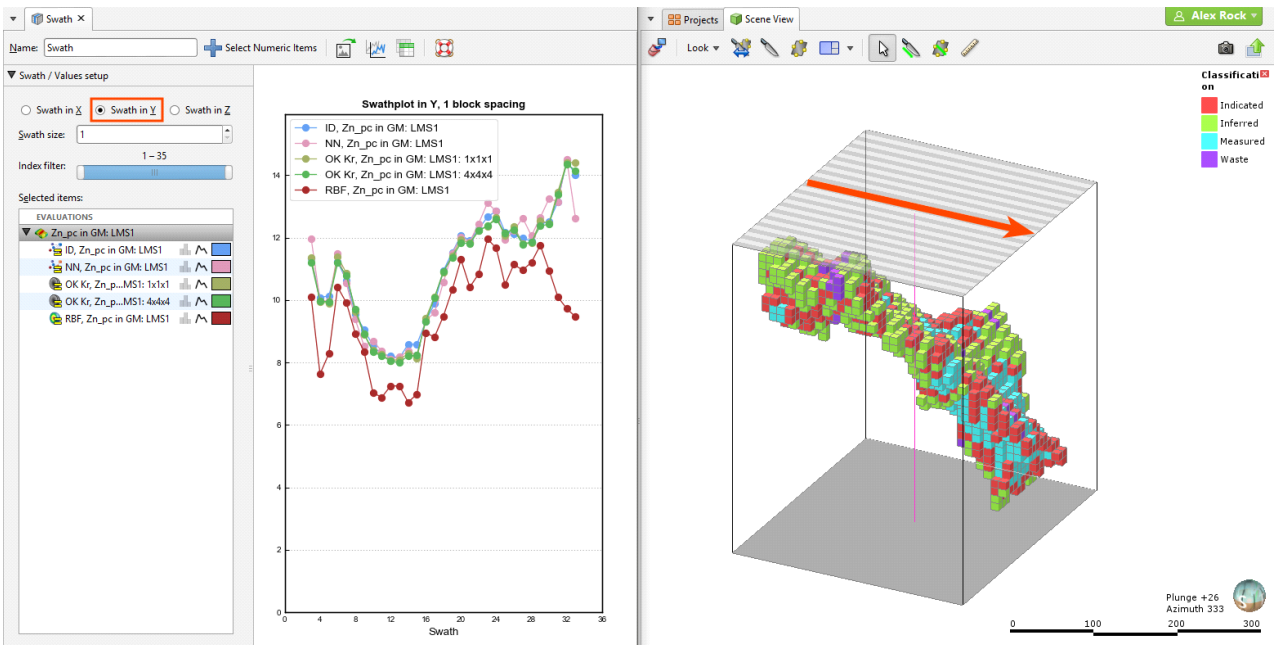 Swath ×
Name: Swath
Select Numeric Items
Swath / Values setup
Swath in X
Swath in Y
Swath in Z
Swath size: 1
1 – 35
Index filter:
Selected items:
EVALUATIONS
Zn_pc in GM: LMS1
ID, Zn_pc in GM: LMS1
NN, Zn_pc in GM: LMS1
OK Kr, Zn_p...MS1: 1x1x1
OK Kr, Zn_p...MS1: 4x4x4
RBF, Zn_pc in GM: LMS1
Swathplot in Y, 1 block spacing
ID, Zn_pc in GM: LMS1
NN, Zn_pc in GM: LMS1
OK Kr, Zn_pc in GM: LMS1: 1x1x1
OK Kr, Zn_pc in GM: LMS1: 4x4x4
RBF, Zn_pc in GM: LMS1
14
12
10
8
6
4
2
0
0 4 8 12 16 20 24 28 32 36
Swath
Projects
Scene View
Alex Rock
Look
Classificati
on
Indicated
Inferred
Measured
Waste
Plunge +26
Azimuth 333
0 100 200 300